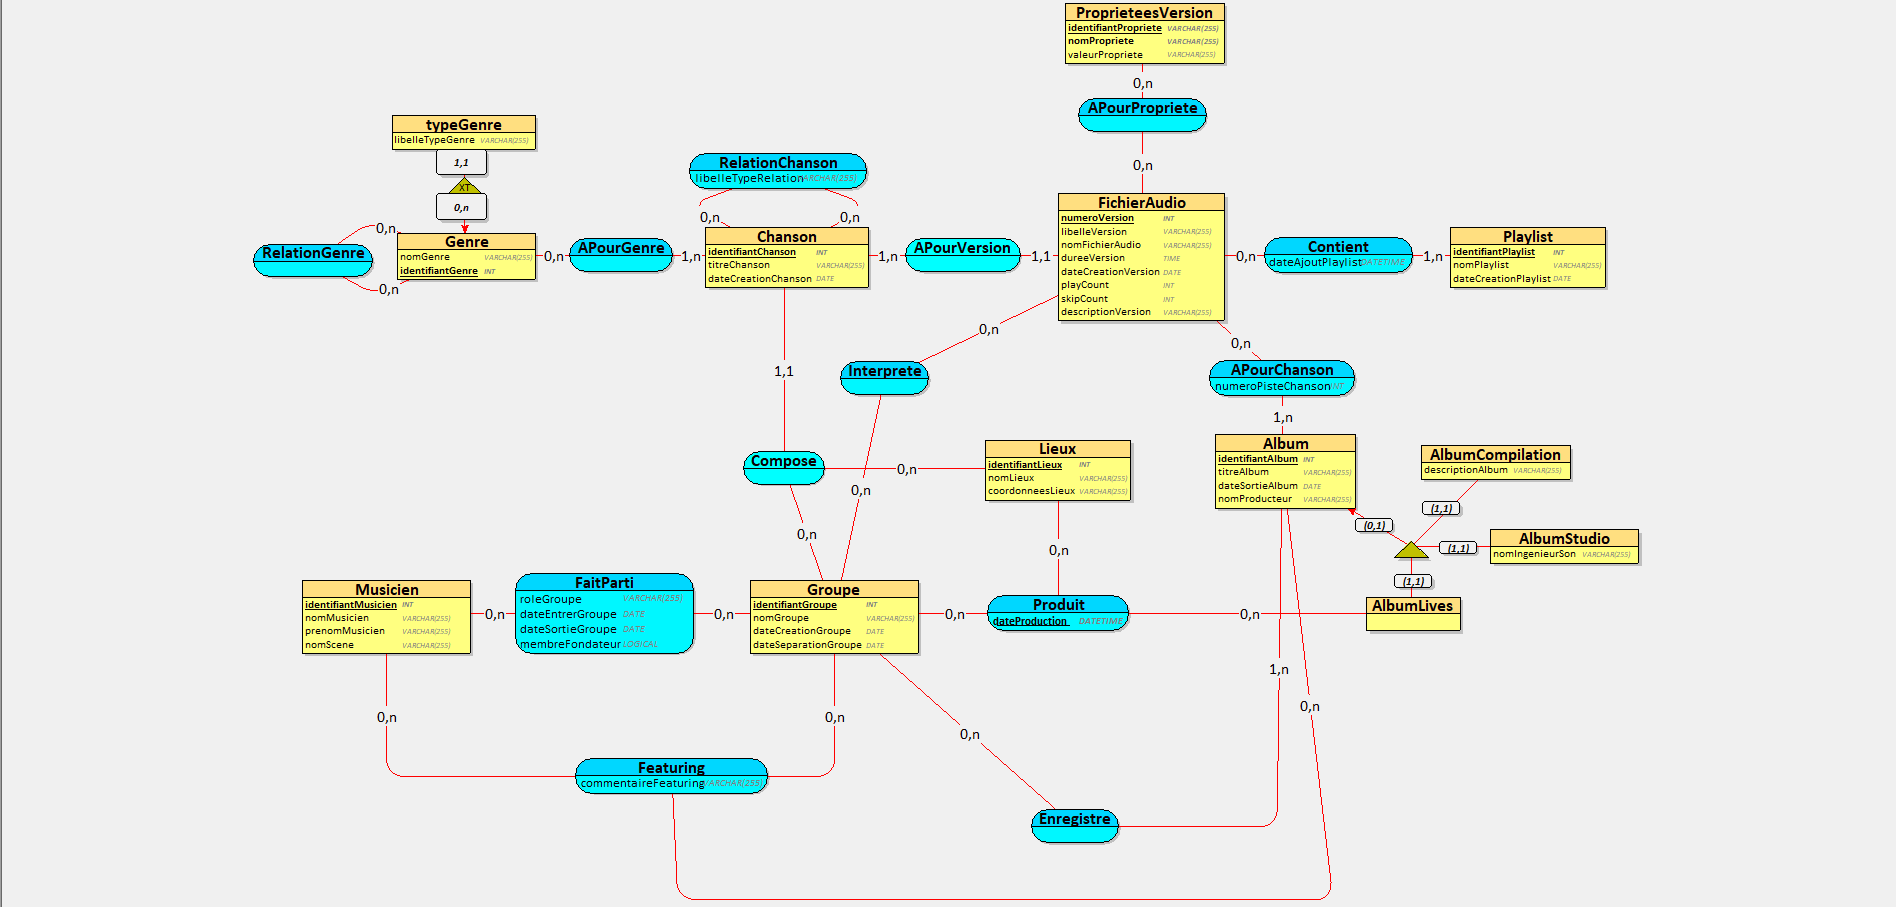 ProprieteesVersion
identifiantPropriete VARCHAR(255)
nomPropriete VARCHAR(255)
valeurPropriete VARCHAR(255)
0,n
APourPropriete
0,n
typeGenre
libelleTypeGenre VARCHAR(255)
1,1
XT
0,n
RelationGenre
0,n
0,n
Genre
nomGenre VARCHAR(255)
identifiantGenre INT
0,n
APourGenre
1,n
RelationChanson
libelleTypeRelation VARCHAR(255)
0,n
0,n
Chanson
identifiantChanson INT
titreChanson VARCHAR(255)
dateCreationChanson DATE
1,n
APourVersion
1,1
FichierAudio
numeroVersion INT
libelleVersion VARCHAR(255)
nomFichierAudio VARCHAR(255)
dureeVersion TIME
dateCreationVersion DATE
playCount INT
skipCount INT
descriptionVersion VARCHAR(255)
0,n
Contient
dateAjoutPlaylist DATETIME
1,n
Playlist
identifiantPlaylist INT
nomPlaylist VARCHAR(255)
dateCreationPlaylist DATE
0,n
Interprete
0,n
0,n
APourChanson
numeroPisteChanson INT
1,n
1,1
Compose
0,n
0,n
Lieux
identifiantLieux INT
nomLieux VARCHAR(255)
coordonneesLieux VARCHAR(255)
0,n
Album
identifiantAlbum INT
titreAlbum VARCHAR(255)
dateSortieAlbum DATE
nomProducteur VARCHAR(255)
AlbumCompilation
descriptionAlbum VARCHAR(255)
(1,1)
(0,1)
(1,1)
(1,1)
AlbumStudio
nomIngenieurSon VARCHAR(255)
AlbumLives
Musicien
identifiantMusicien INT
nomMusicien VARCHAR(255)
prenomMusicien VARCHAR(255)
nomScene VARCHAR(255)
0,n
FaitParti
roleGroupe VARCHAR(255)
dateEntrerGroupe DATE
dateSortieGroupe DATE
membreFondateur LOGICAL
0,n
Groupe
identifiantGroupe INT
nomGroupe VARCHAR(255)
dateCreationGroupe DATE
dateSeparationGroupe DATE
0,n
Produit
dateProduction DATETIME
0,n
0,n
0,n
0,n
1,n
0,n
Featuring
commentaireFeaturing VARCHAR(255)
Enregistre